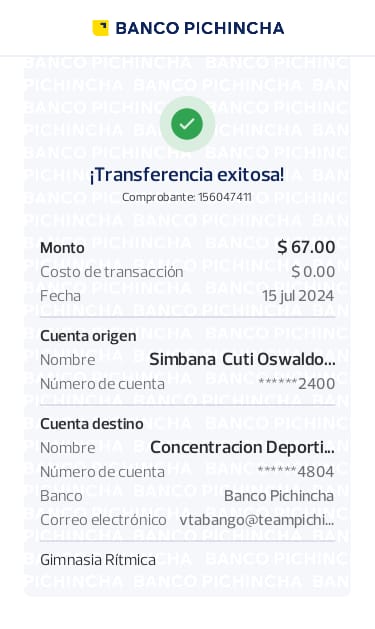 BANCO PICHINCHA
¡Transferencia exitosa!
Comprobante: 156047411
Monto $ 67.00
Costo de transacción $ 0.00
Fecha 15 jul 2024
Cuenta origen
Nombre Simbana Cuti Oswaldo...
Número de cuenta ******2400
Cuenta destino
Nombre Concentracion Deporti...
Número de cuenta ******4804
Banco Banco Pichincha
Correo electrónico vtabango@teampichi...
Gimnasia Rítmica